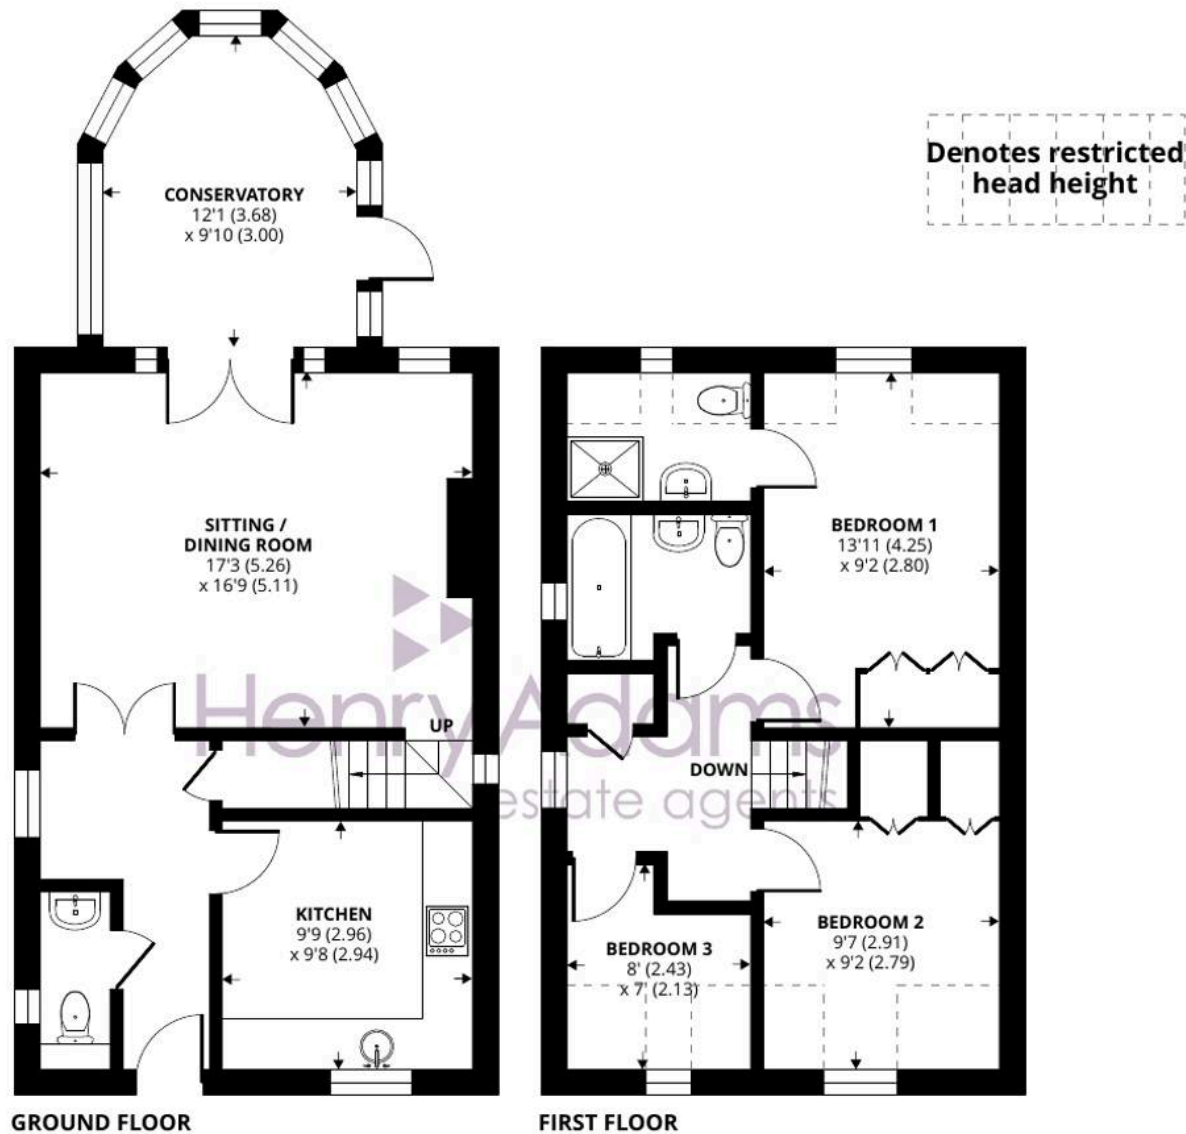 CONSERVATORY
12'1 (3.68)
x 9'10 (3.00)
Denotes restricted
head height
SITTING /
DINING ROOM
17'3 (5.26)
x 16'9 (5.11)
UP
KITCHEN
9'9 (2.96)
x 9'8 (2.94)
GROUND FLOOR
BEDROOM 1
13'11 (4.25)
x 9'2 (2.80)
DOWN
BEDROOM 2
9'7 (2.91)
x 9'2 (2.79)
BEDROOM 3
8' (2.43)
x 7' (2.13)
FIRST FLOOR
HenryAdams
estate agents